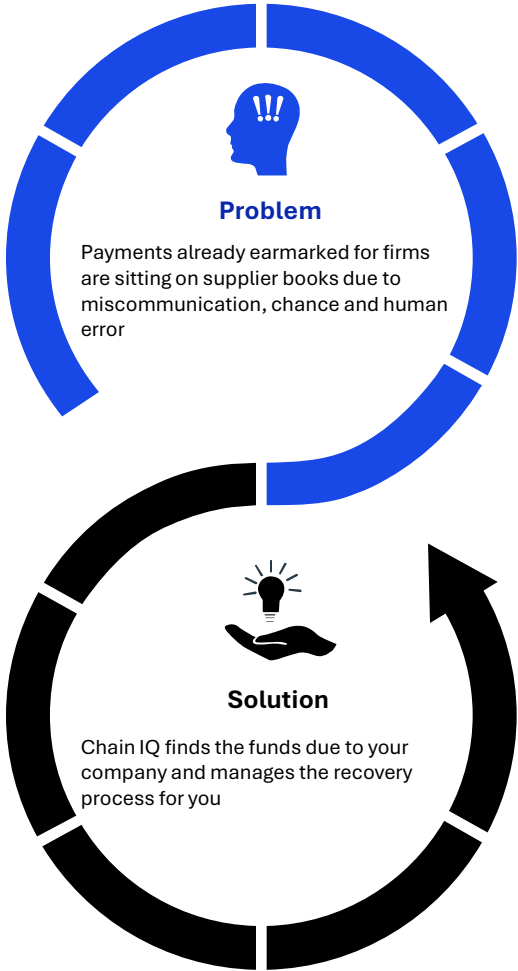 !!!
Problem
Payments already earmarked for firms
are sitting on supplier books due to
miscommunication, chance and human
error
Solution
Chain IQ finds the funds due to your
company and manages the recovery
process for you